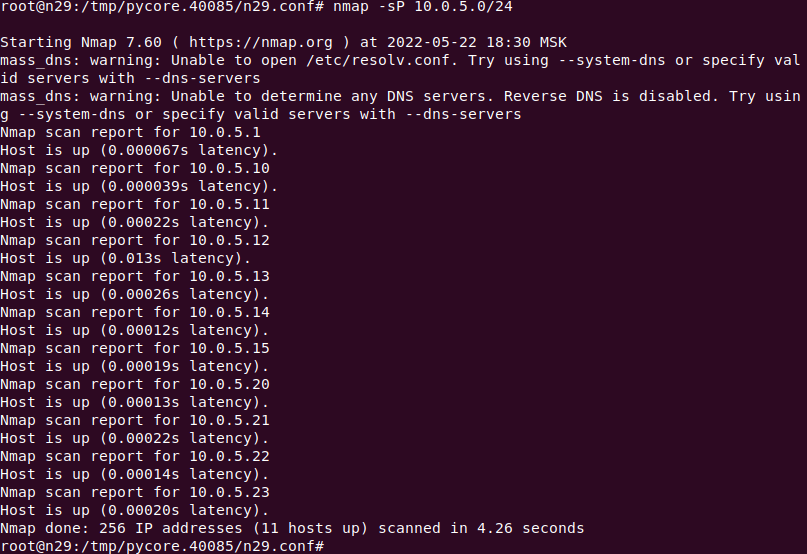 root@n29:/tmp/pycore.40085/n29.conf# nmap -sP 10.0.5.0/24
Starting Nmap 7.60 ( https://nmap.org ) at 2022-05-22 18:30 MSK
mass_dns: warning: Unable to open /etc/resolv.conf. Try using --system-dns or specify val
id servers with --dns-servers
mass_dns: warning: Unable to determine any DNS servers. Reverse DNS is disabled. Try usin
g --system-dns or specify valid servers with --dns-servers
Nmap scan report for 10.0.5.1
Host is up (0.000067s latency).
Nmap scan report for 10.0.5.10
Host is up (0.000039s latency).
Nmap scan report for 10.0.5.11
Host is up (0.00022s latency).
Nmap scan report for 10.0.5.12
Host is up (0.013s latency).
Nmap scan report for 10.0.5.13
Host is up (0.00026s latency).
Nmap scan report for 10.0.5.14
Host is up (0.00012s latency).
Nmap scan report for 10.0.5.15
Host is up (0.00019s latency).
Nmap scan report for 10.0.5.20
Host is up (0.00013s latency).
Nmap scan report for 10.0.5.21
Host is up (0.00022s latency).
Nmap scan report for 10.0.5.22
Host is up (0.00014s latency).
Nmap scan report for 10.0.5.23
Host is up (0.00020s latency).
Nmap done: 256 IP addresses (11 hosts up) scanned in 4.26 seconds
root@n29:/tmp/pycore.40085/n29.conf#